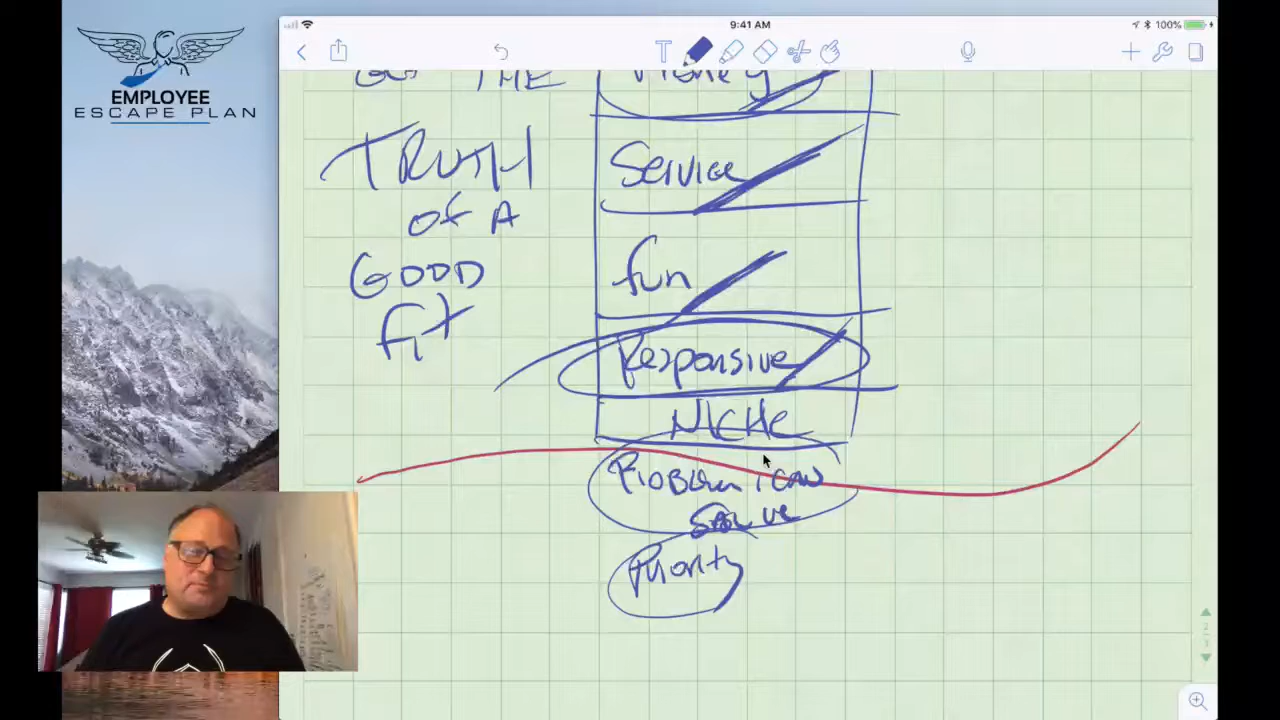 9:41 AM
100%
EMPLOYEE
ESCAPE PLAN
T
THE
Money
TRUTH
of A
GOOD
fit
Service
fun
Responsive
NICHe
Problem i can
Solve
Priority